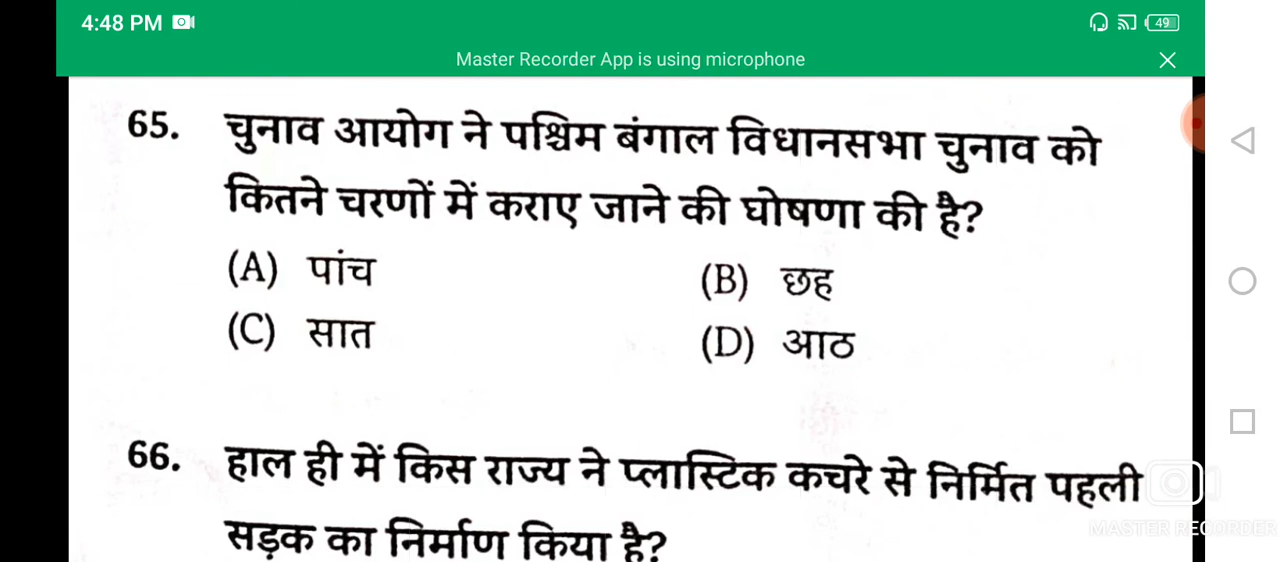 4:48 PM
49
Master Recorder App is using microphone
65. चुनाव आयोग ने पश्चिम बंगाल विधानसभा चुनाव को
कितने चरणों में कराए जाने की घोषणा की है?
(A) पांच (B) छह
(C) सात (D) आठ
66. हाल ही में किस राज्य ने प्लास्टिक कचरे से निर्मित पहली
सड़क का निर्माण किया है?
MASTER RECORDER